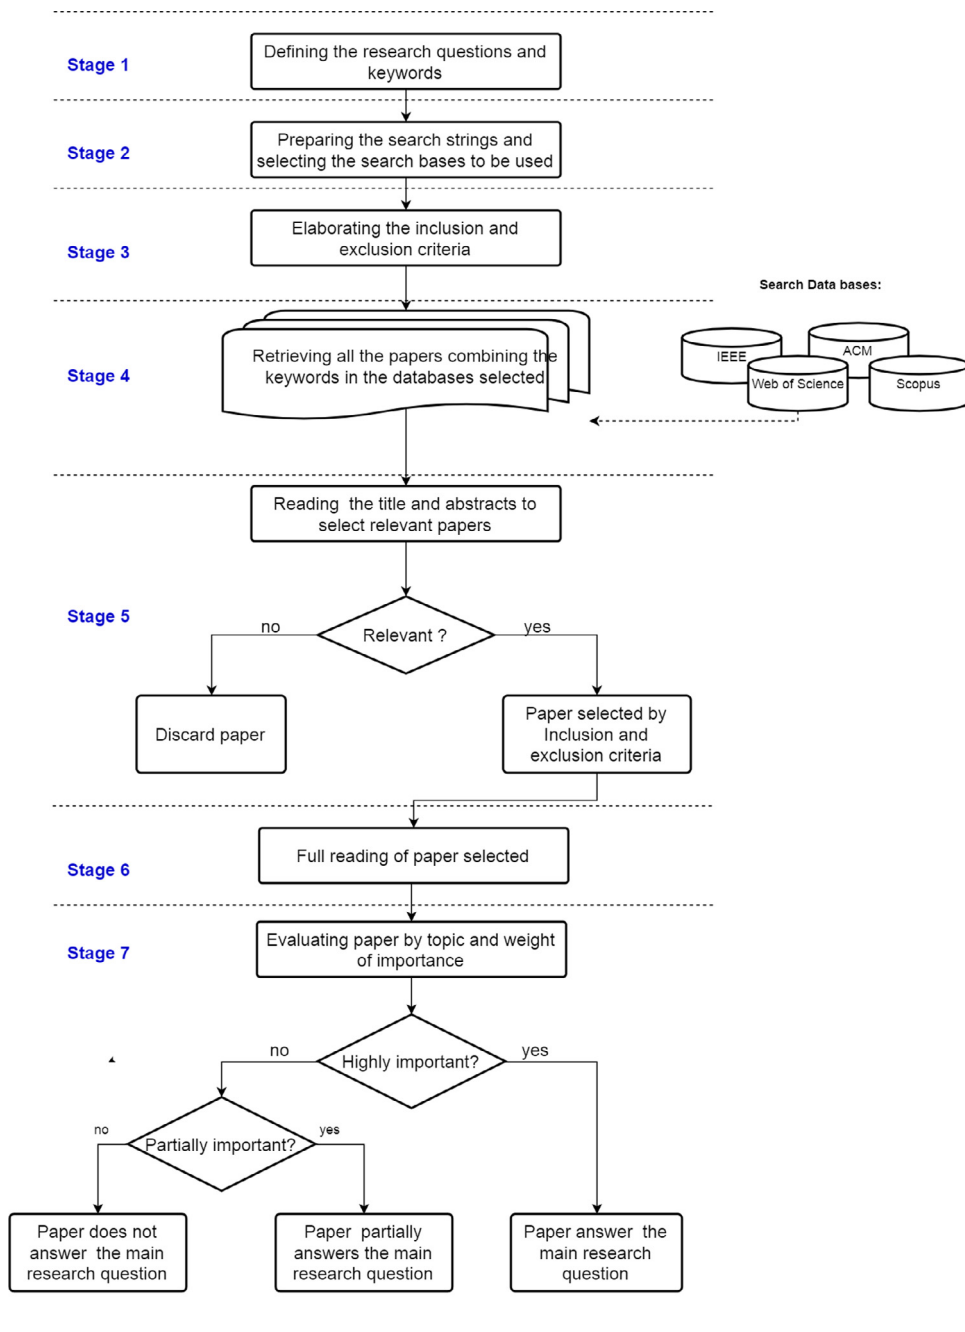 Stage 1
Defining the research questions and
keywords
Stage 2
Preparing the search strings and
selecting the search bases to be used
Stage 3
Elaborating the inclusion and
exclusion criteria
Search Data bases:
IEEE
ACM
Web of Science
Scopus
Stage 4
Retrieving all the papers combining the
keywords in the databases selected
Reading the title and abstracts to
select relevant papers
Stage 5
no
Relevant ?
yes
Discard paper
Paper selected by
Inclusion and
exclusion criteria
Stage 6
Full reading of paper selected
Stage 7
Evaluating paper by topic and weight
of importance
no
Highly important?
yes
no
Partially important?
yes
Paper does not
answer the main
research question
Paper partially
answers the main
research question
Paper answer the
main research
question